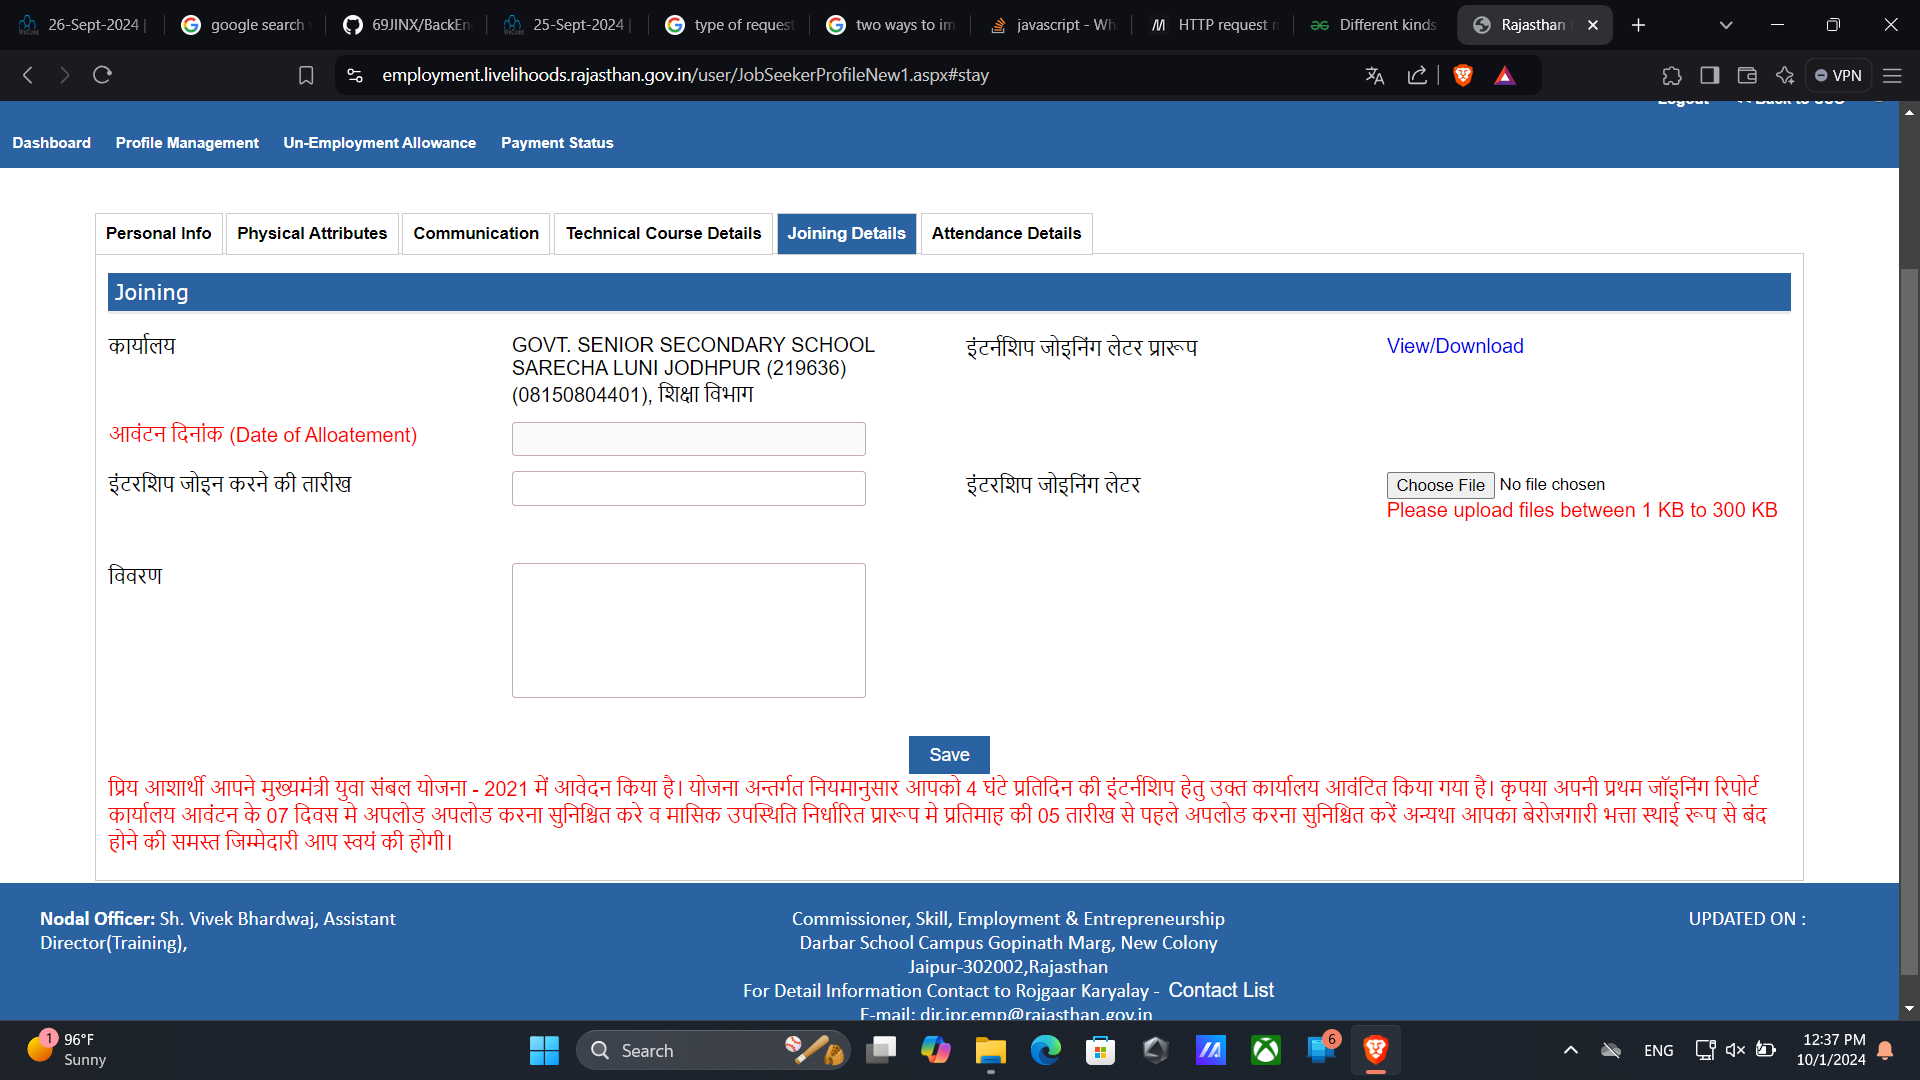 26-Sept-2024 |
google search
69JINX/BackEn
25-Sept-2024 |
type of request
two ways to im
javascript - Wh
HTTP request m
Different kinds
Rajasthan
employment.livelihoods.rajasthan.gov.in/user/JobSeekerProfileNew1.aspx#stay
VPN
Dashboard Profile Management Un-Employment Allowance Payment Status
Personal Info Physical Attributes Communication Technical Course Details Joining Details Attendance Details
Joining
कार्यालय
GOVT. SENIOR SECONDARY SCHOOL
SARECHA LUNI JODHPUR (219636)
(08150804401), शिक्षा विभाग
इंटर्नशिप जोइनिंग लेटर प्रारूप
View/Download
आवंटन दिनांक (Date of Alloatement)
इंटरशिप जोइन करने की तारीख
इंटरशिप जोइनिंग लेटर
Choose File No file chosen
Please upload files between 1 KB to 300 KB
विवरण
Save
प्रिय आशार्थी आपने मुख्यमंत्री युवा संबल योजना - 2021 में आवेदन किया है। योजना अन्तर्गत नियमानुसार आपको 4 घंटे प्रतिदिन की इंटर्नशिप हेतु उक्त कार्यालय आवंटित किया गया है। कृपया अपनी प्रथम जॉइनिंग रिपोर्ट
कार्यालय आवंटन के 07 दिवस मे अपलोड अपलोड करना सुनिश्चित करे व मासिक उपस्थिति निर्धारित प्रारूप मे प्रतिमाह की 05 तारीख से पहले अपलोड करना सुनिश्चित करें अन्यथा आपका बेरोजगारी भत्ता स्थाई रूप से बंद
होने की समस्त जिम्मेदारी आप स्वयं की होगी।
Nodal Officer: Sh. Vivek Bhardwaj, Assistant
Director(Training),
Commissioner, Skill, Employment & Entrepreneurship
Darbar School Campus Gopinath Marg, New Colony
Jaipur-302002,Rajasthan
For Detail Information Contact to Rojgaar Karyalay - Contact List
E-mail: dir.jpr.emp@rajasthan.gov.in
UPDATED ON :
1
96°F
Sunny
Search
6
ENG
12:37 PM
10/1/2024